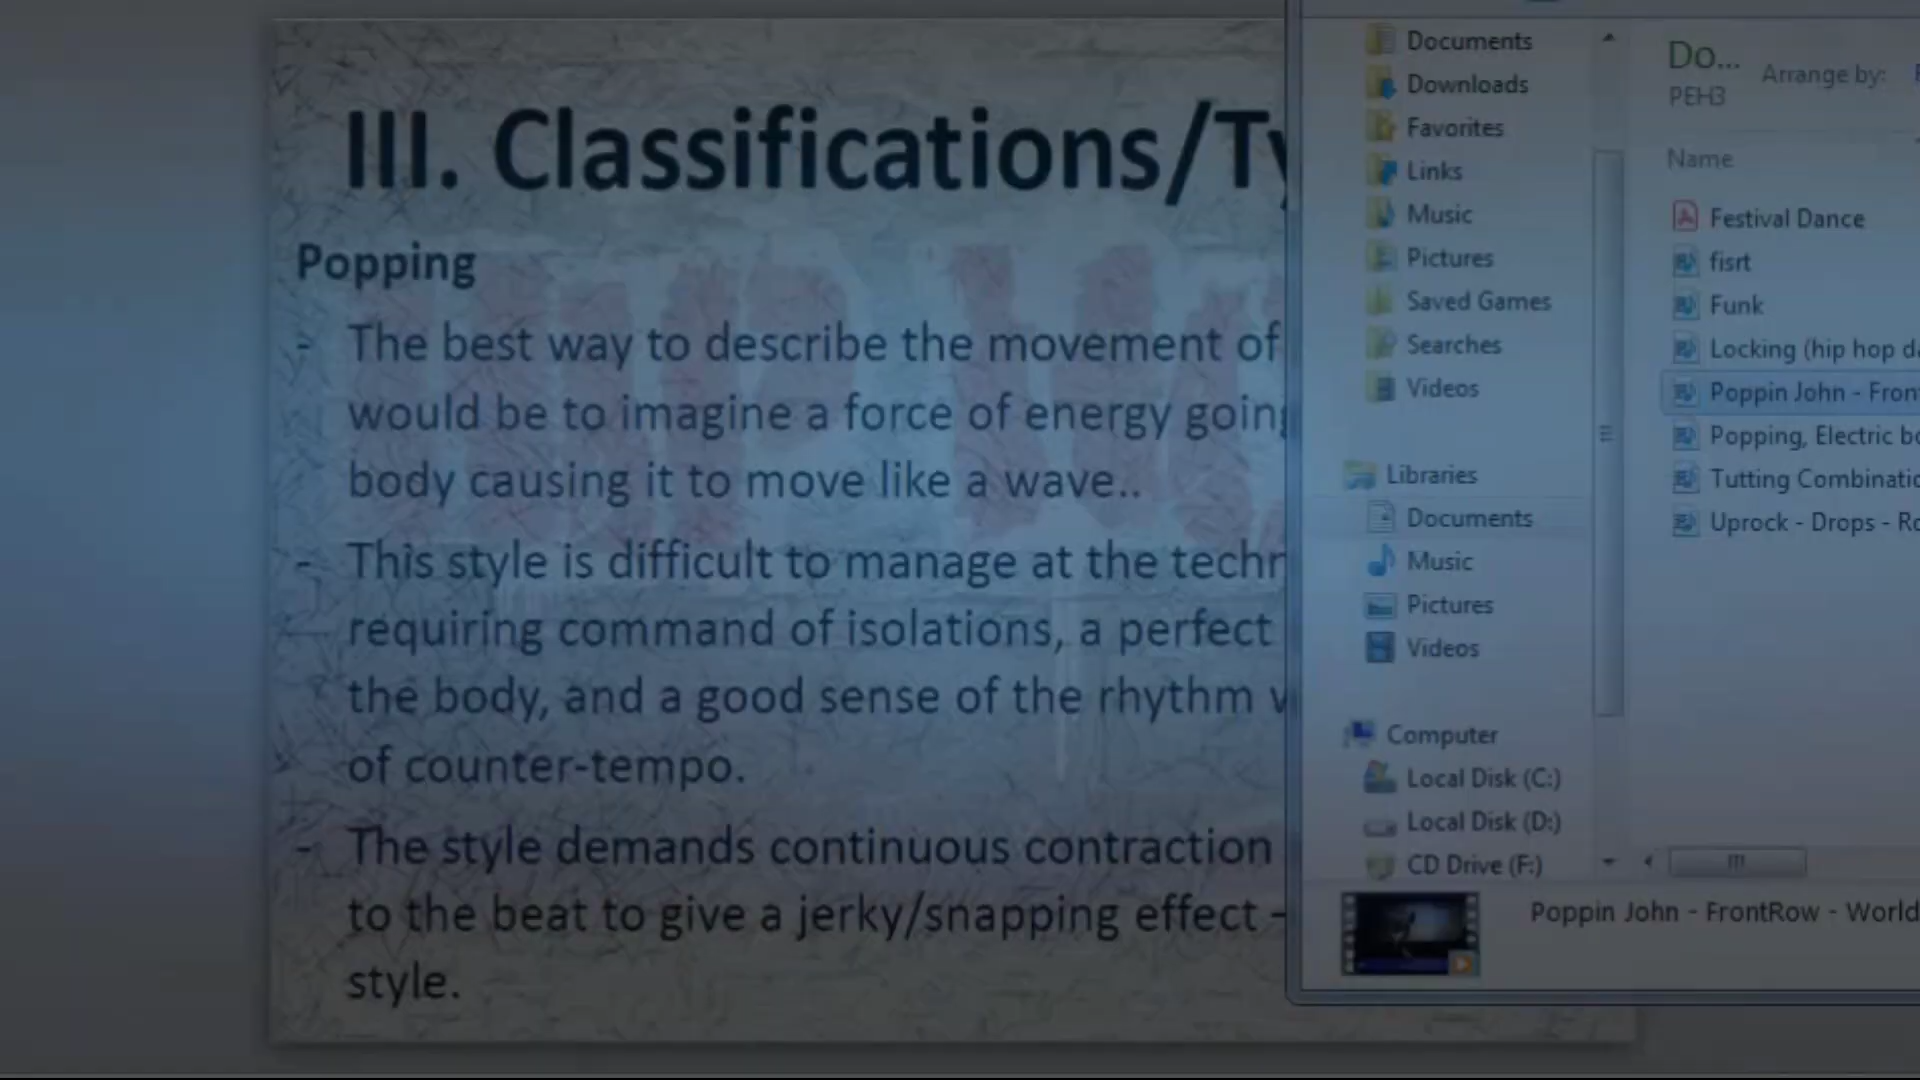 III. Classifications/Ty
Popping
- The best way to describe the movement of
would be to imagine a force of energy going
body causing it to move like a wave..
- This style is difficult to manage at the techn
requiring command of isolations, a perfect
the body, and a good sense of the rhythm w
of counter-tempo.
- The style demands continuous contraction
to the beat to give a jerky/snapping effect –
style.
Documents
Downloads
Favorites
Links
Music
Pictures
Saved Games
Searches
Videos
Libraries
Documents
Music
Pictures
Videos
Computer
Local Disk (C:)
Local Disk (D:)
CD Drive (F:)
Do...
Arrange by:
PEH3
Name
Festival Dance
fisrt
Funk
Locking (hip hop da
Poppin John - Front
Popping, Electric bo
Tutting Combinatio
Uprock - Drops - Ro
Poppin John - FrontRow - World